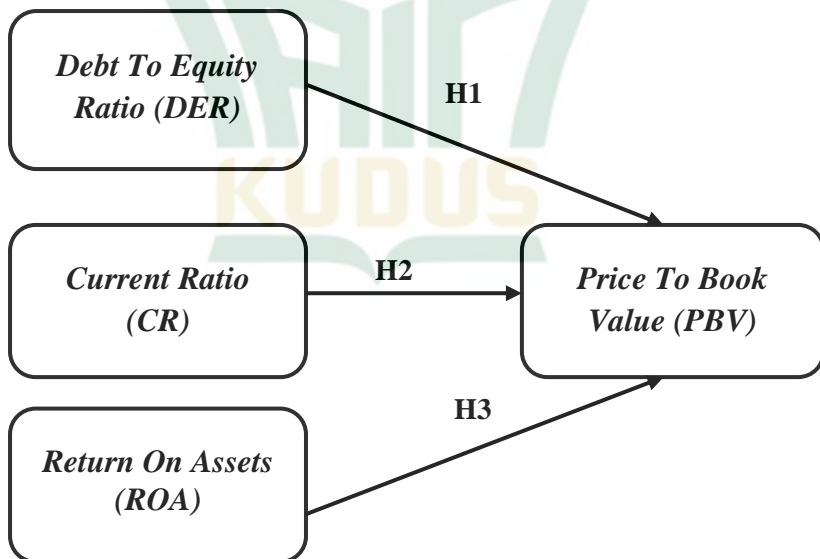 Debt To Equity
Ratio (DER)
H1
KUDUS
Current Ratio
(CR)
H2
Price To Book
Value (PBV)
H3
Return On Assets
(ROA)